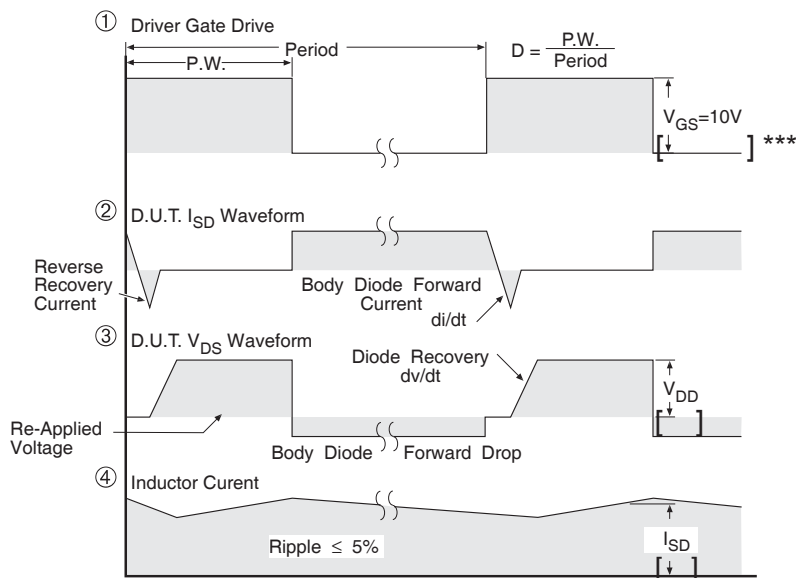 ① Driver Gate Drive
Period
P.W.
D = P.W. / Period
V_GS=10V
[ ] ***
② D.U.T. I_SD Waveform
Reverse
Recovery
Current
Body Diode Forward
Current
di/dt
③ D.U.T. V_DS Waveform
Diode Recovery
dv/dt
V_DD
Re-Applied
Voltage
[ ]
Body Diode Forward Drop
④ Inductor Curent
Ripple ≤ 5%
I_SD
[ ]